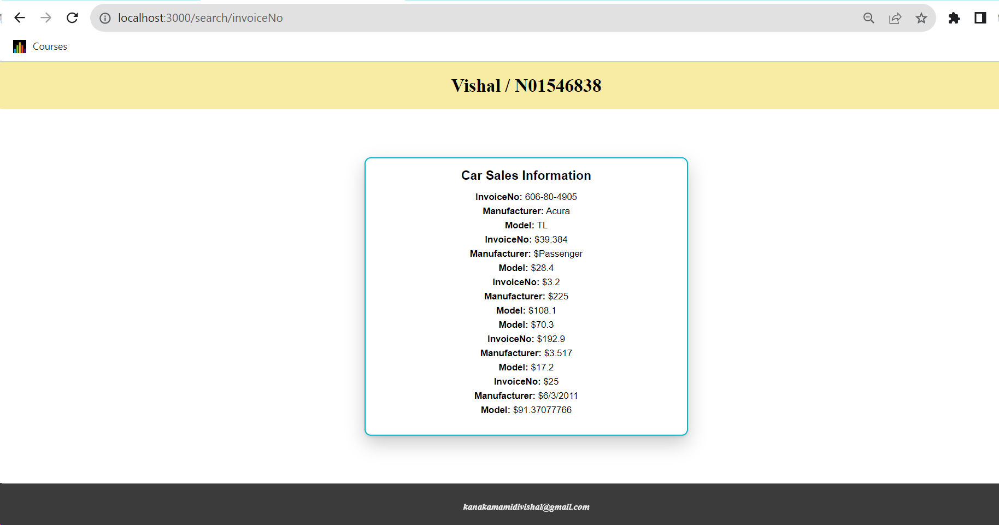 localhost:3000/search/invoiceNo
Courses
Vishal / N01546838
Car Sales Information
InvoiceNo: 606-80-4905
Manufacturer: Acura
Model: TL
InvoiceNo: $39.384
Manufacturer: $Passenger
Model: $28.4
InvoiceNo: $3.2
Manufacturer: $225
Model: $108.1
Model: $70.3
InvoiceNo: $192.9
Manufacturer: $3.517
Model: $17.2
InvoiceNo: $25
Manufacturer: $6/3/2011
Model: $91.37077766
kanakamamidivishal@gmail.com